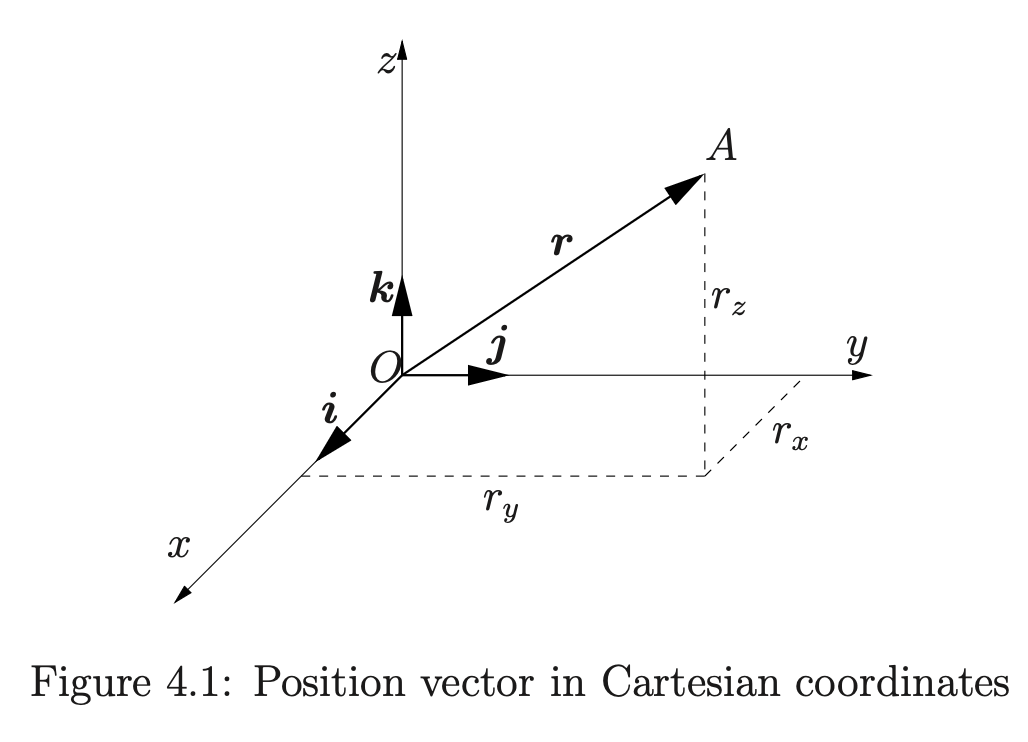 z
A
r
r_z
k
j
y
O
i
r_x
r_y
x
Figure 4.1: Position vector in Cartesian coordinates